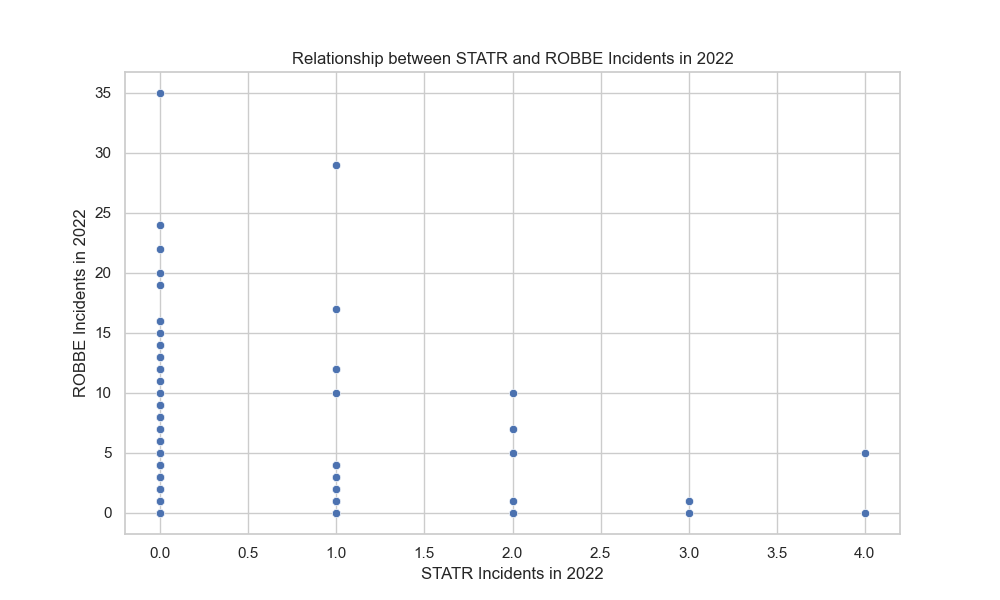 Relationship between STATR and ROBBE Incidents in 2022
35
30
25
20
15
10
5
0
ROBBE Incidents in 2022
0.0 0.5 1.0 1.5 2.0 2.5 3.0 3.5 4.0
STATR Incidents in 2022